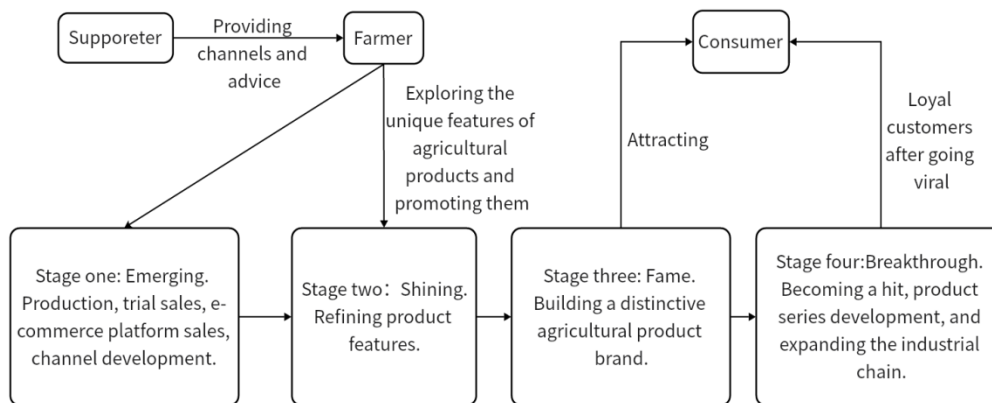 Supporeter
Providing
channels and
advice
Farmer
Consumer
Exploring the
unique features of
agricultural
products and
promoting them
Attracting
Loyal
customers
after going
viral
Stage one: Emerging.
Production, trial sales, e-
commerce platform sales,
channel development.
Stage two：Shining.
Refining product
features.
Stage three: Fame.
Building a distinctive
agricultural product
brand.
Stage four:Breakthrough.
Becoming a hit, product
series development, and
expanding the industrial
chain.